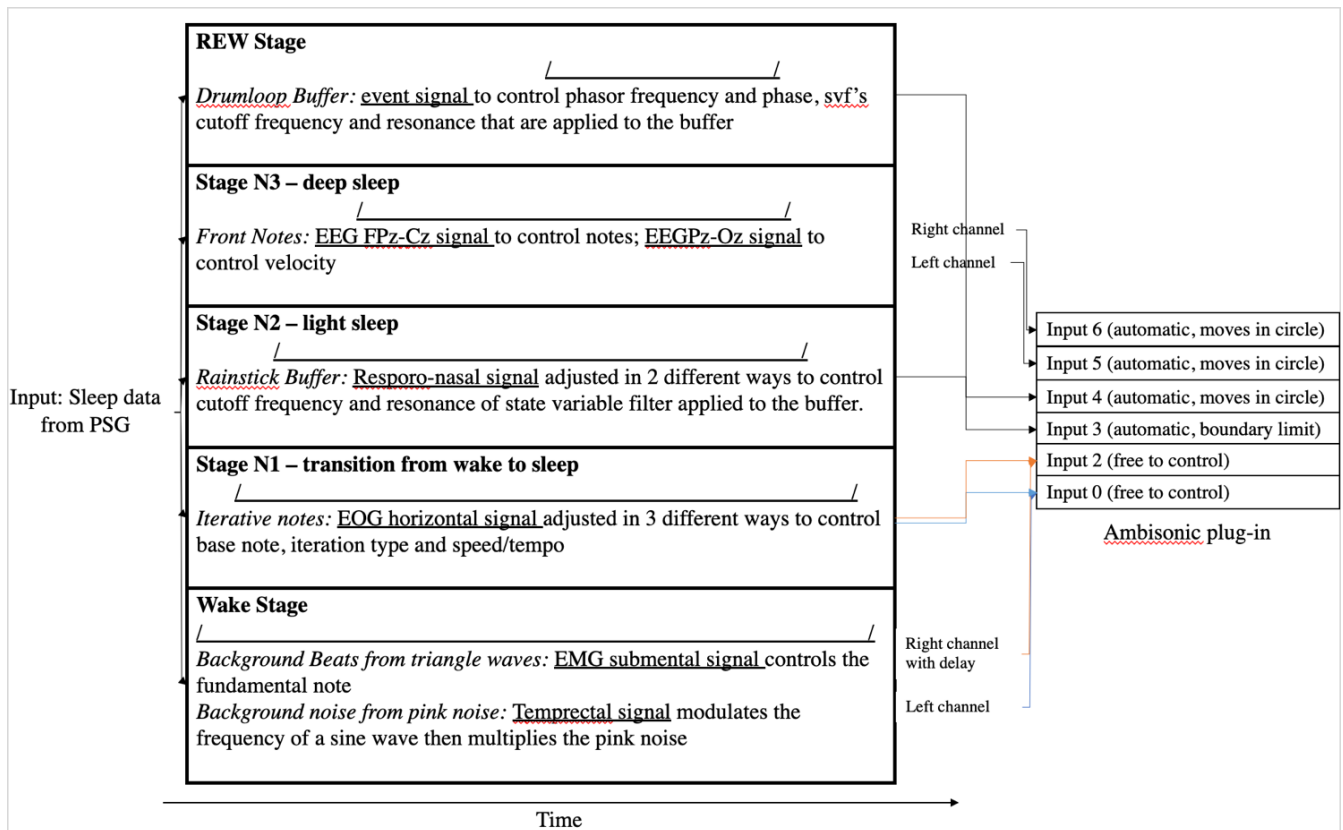 REW Stage
Drumloop Buffer: event signal to control phasor frequency and phase, svf's
cutoff frequency and resonance that are applied to the buffer
Stage N3 – deep sleep
Front Notes: EEG FPz-Cz signal to control notes; EEGPz-Oz signal to
control velocity
Stage N2 – light sleep
Rainstick Buffer: Resporo-nasal signal adjusted in 2 different ways to control
cutoff frequency and resonance of state variable filter applied to the buffer.
Stage N1 – transition from wake to sleep
Iterative notes: EOG horizontal signal adjusted in 3 different ways to control
base note, iteration type and speed/tempo
Wake Stage
Background Beats from triangle waves: EMG submental signal controls the
fundamental note
Background noise from pink noise: Temprectal signal modulates the
frequency of a sine wave then multiplies the pink noise
Input: Sleep data
from PSG
Time
Right channel
Left channel
Right channel
with delay
Left channel
Input 6 (automatic, moves in circle)
Input 5 (automatic, moves in circle)
Input 4 (automatic, moves in circle)
Input 3 (automatic, boundary limit)
Input 2 (free to control)
Input 0 (free to control)
Ambisonic plug-in